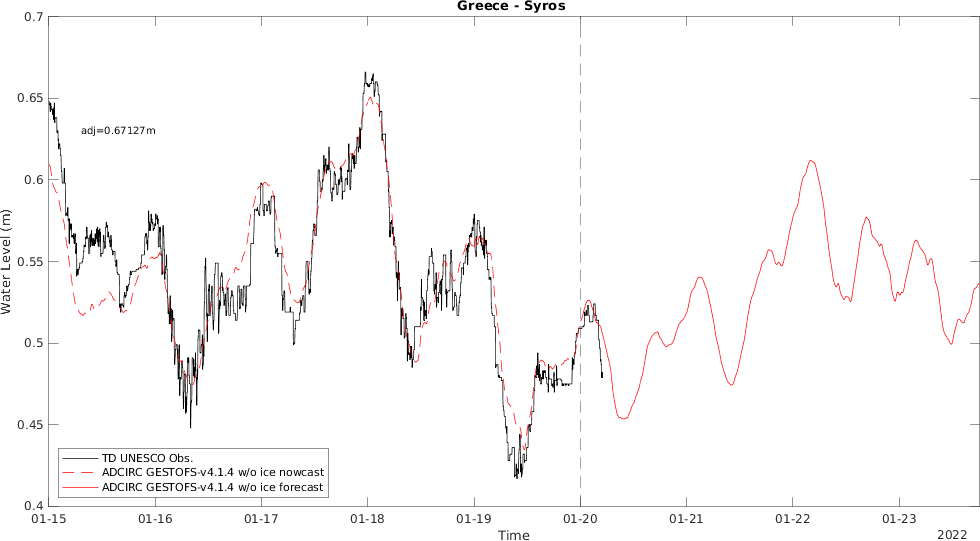 Greece - Syros
Water Level (m)
0.7
0.65
0.6
0.55
0.5
0.45
0.4
adj=0.67127m
TD UNESCO Obs.
ADCIRC GESTOFS-v4.1.4 w/o ice nowcast
ADCIRC GESTOFS-v4.1.4 w/o ice forecast
01-15 01-16 01-17 01-18 01-19 01-20 01-21 01-22 01-23
Time
2022